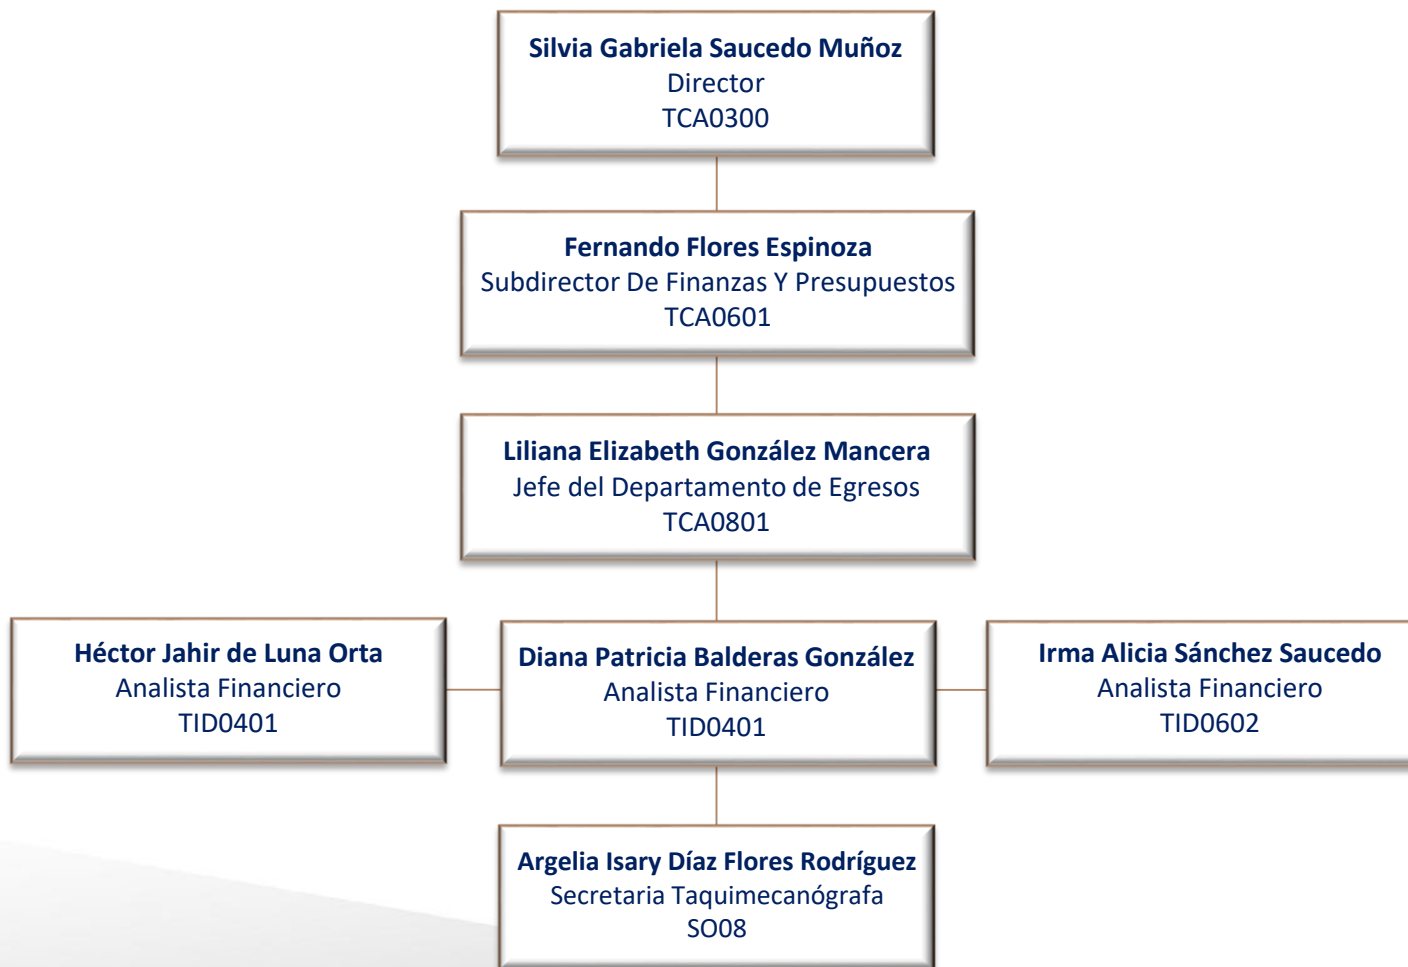 Silvia Gabriela Saucedo Muñoz
Director
TCA0300
Fernando Flores Espinoza
Subdirector De Finanzas Y Presupuestos
TCA0601
Liliana Elizabeth González Mancera
Jefe del Departamento de Egresos
TCA0801
Héctor Jahir de Luna Orta
Analista Financiero
TID0401
Diana Patricia Balderas González
Analista Financiero
TID0401
Irma Alicia Sánchez Saucedo
Analista Financiero
TID0602
Argelia Isary Díaz Flores Rodríguez
Secretaria Taquimecanógrafa
SO08